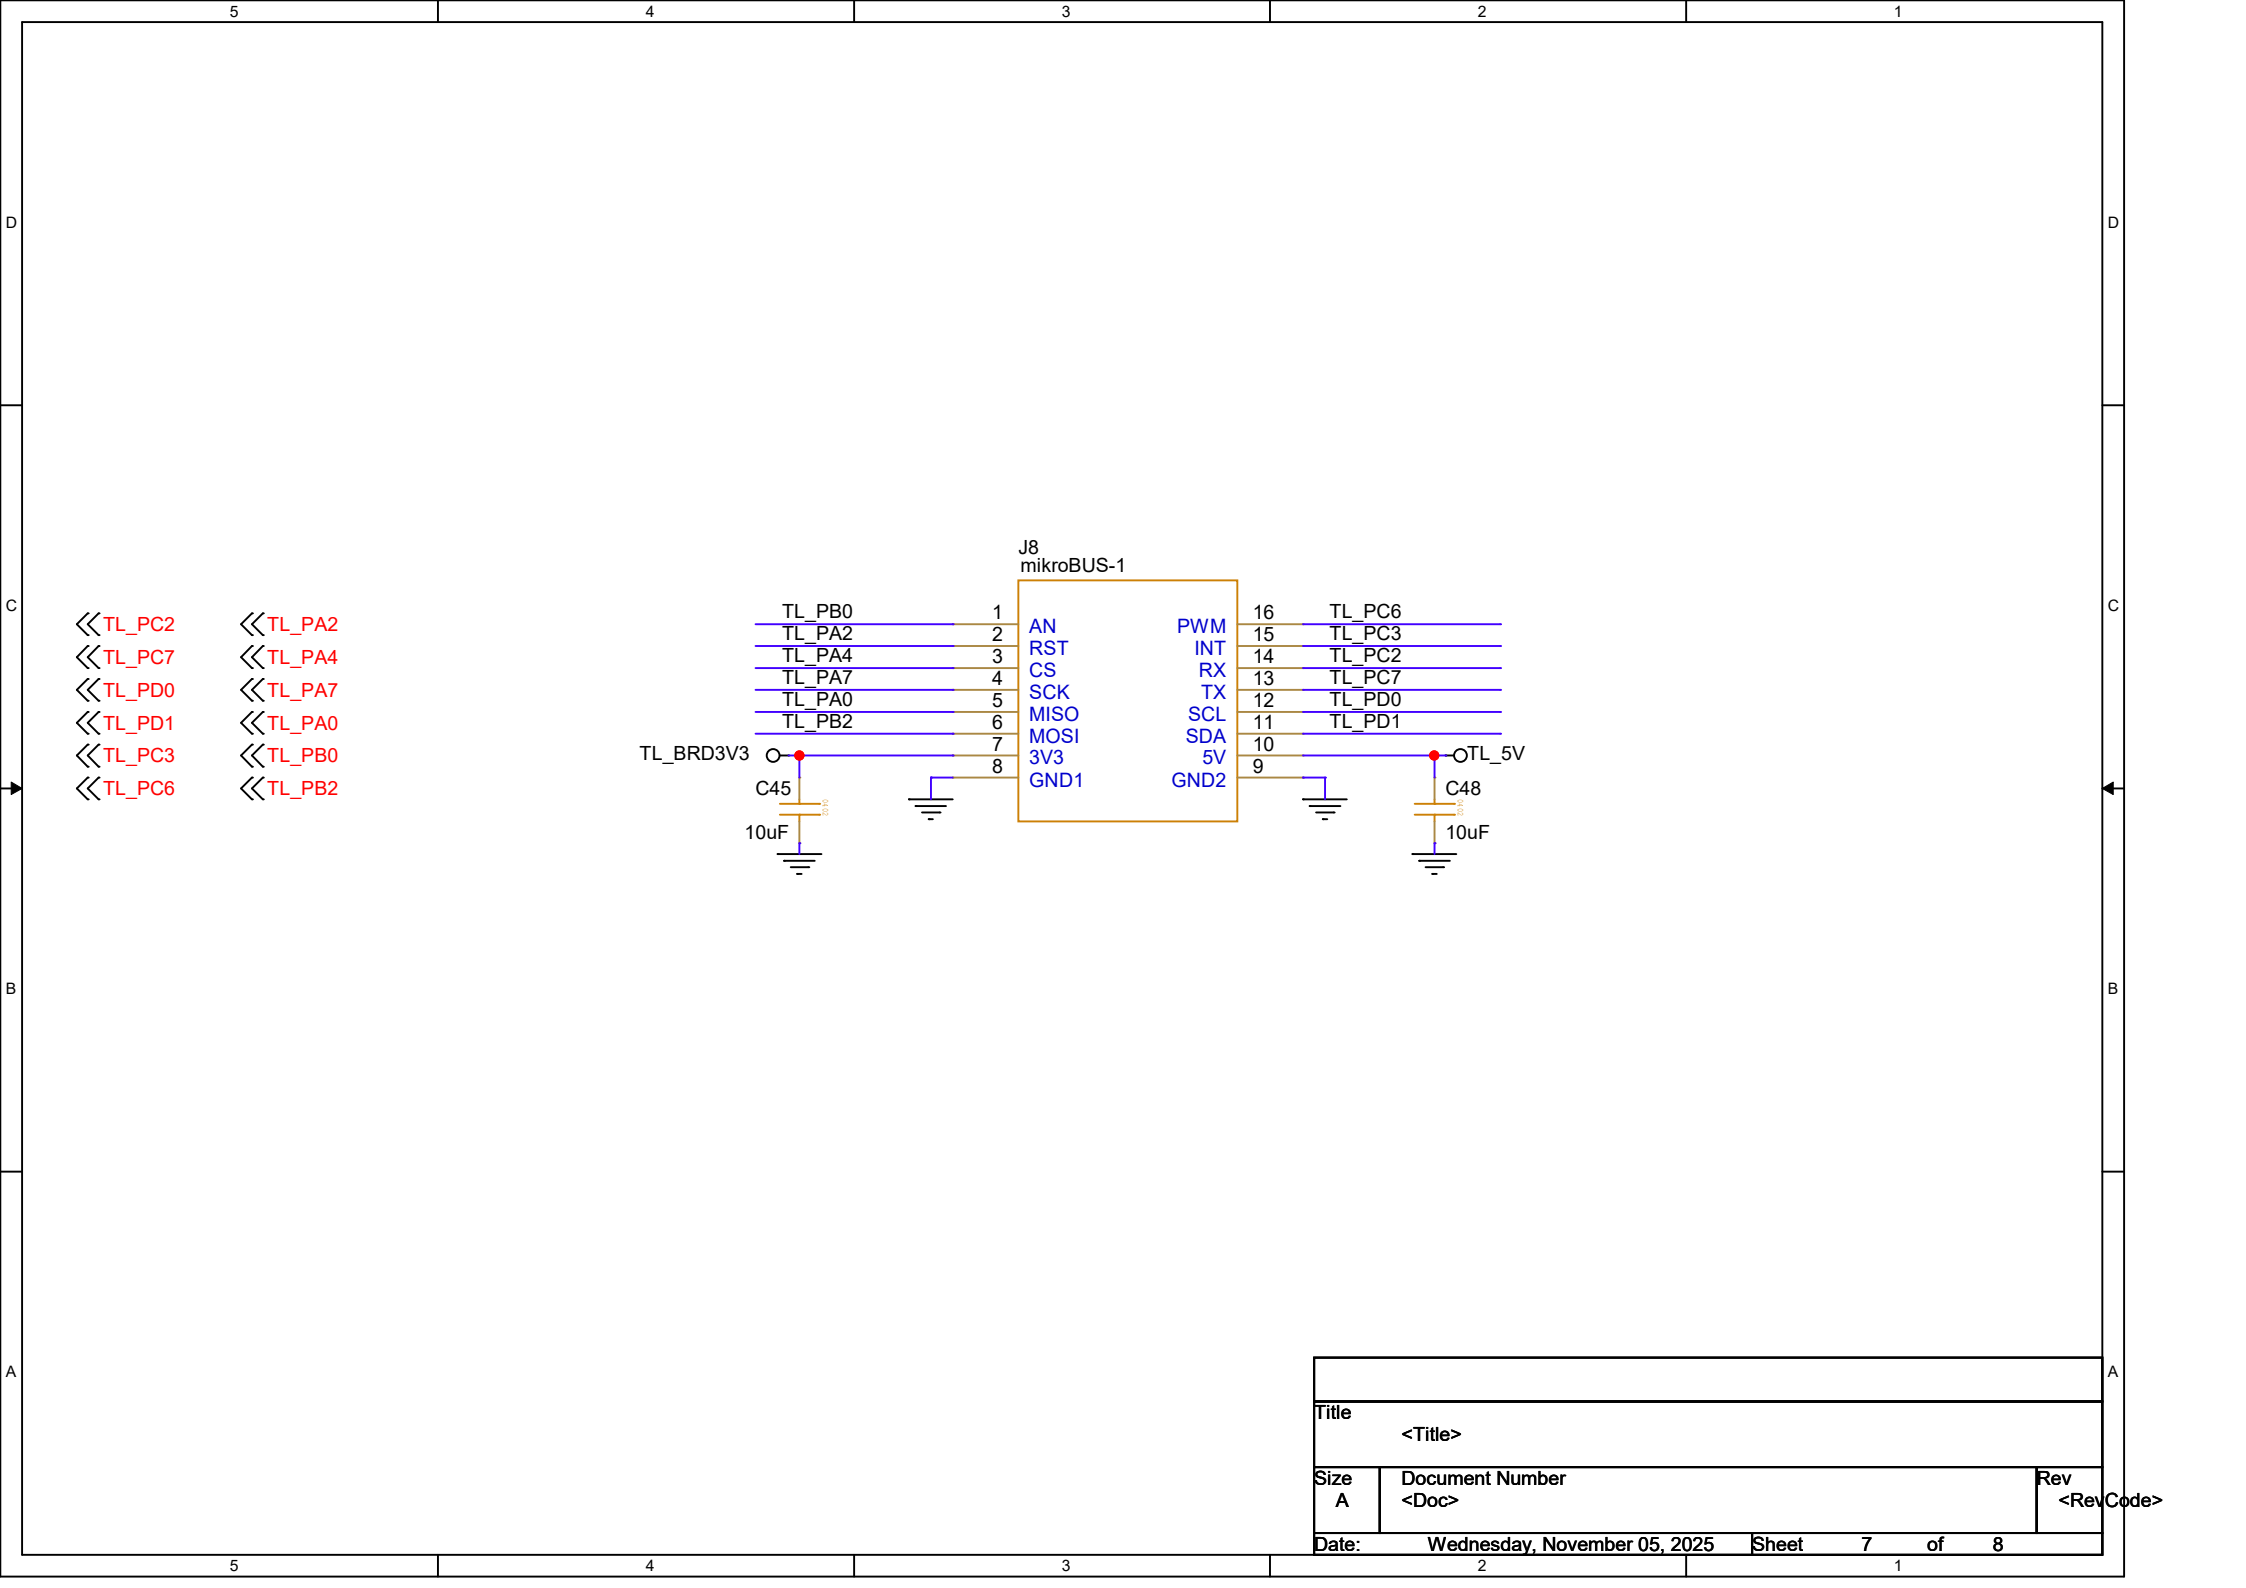 5 4 3 2 1
D D
J8
mikroBUS-1
C C
TL_PC2 TL_PA2
TL_PC7 TL_PA4
TL_PD0 TL_PA7
TL_PD1 TL_PA0
TL_PC3 TL_PB0
TL_PC6 TL_PB2
TL_PB0 1 AN PWM 16 TL_PC6
TL_PA2 2 RST INT 15 TL_PC3
TL_PA4 3 CS RX 14 TL_PC2
TL_PA7 4 SCK TX 13 TL_PC7
TL_PA0 5 MISO SCL 12 TL_PD0
TL_PB2 6 MOSI SDA 11 TL_PD1
TL_BRD3V3 7 3V3 5V 10 TL_5V
8 GND1 GND2 9
C45 C48
0402 0402
10uF 10uF
B B
A A
Title
<Title>
Size Document Number Rev
A <Doc> <RevCode>
Date: Wednesday, November 05, 2025 Sheet 7 of 8
5 4 3 2 1